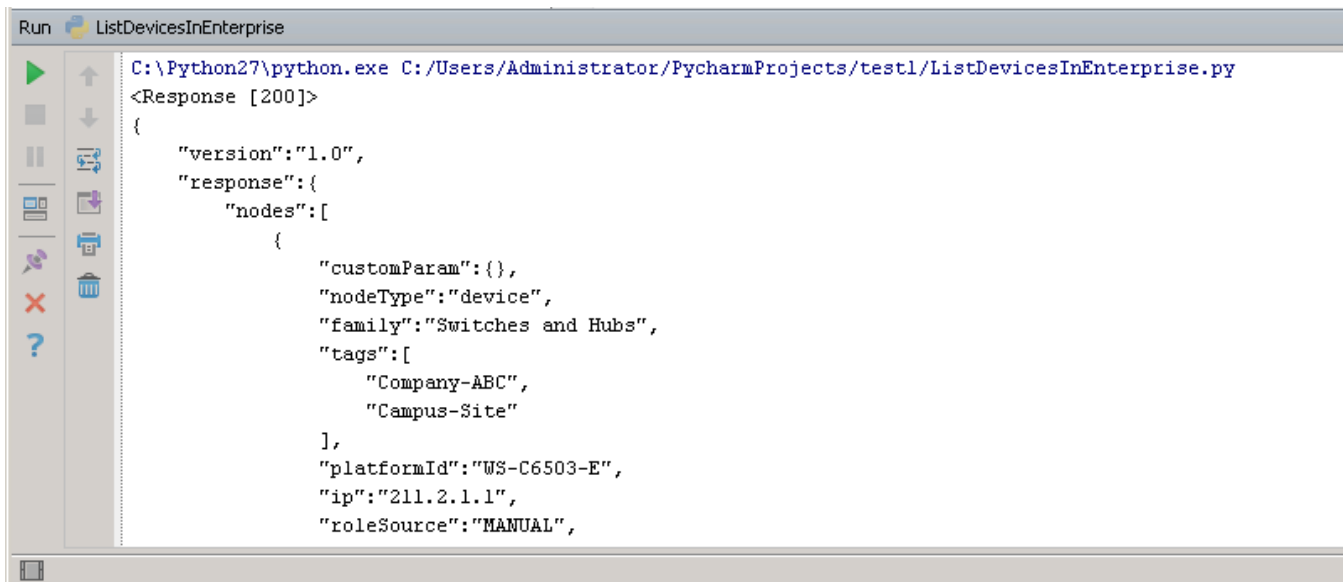 Run ListDevicesInEnterprise
C:\Python27\python.exe C:/Users/Administrator/PycharmProjects/test1/ListDevicesInEnterprise.py
<Response [200]>
{
    "version":"1.0",
    "response":{
        "nodes":[
            {
                "customParam":{},
                "nodeType":"device",
                "family":"Switches and Hubs",
                "tags":[
                    "Company-ABC",
                    "Campus-Site"
                ],
                "platformId":"WS-C6503-E",
                "ip":"211.2.1.1",
                "roleSource":"MANUAL",